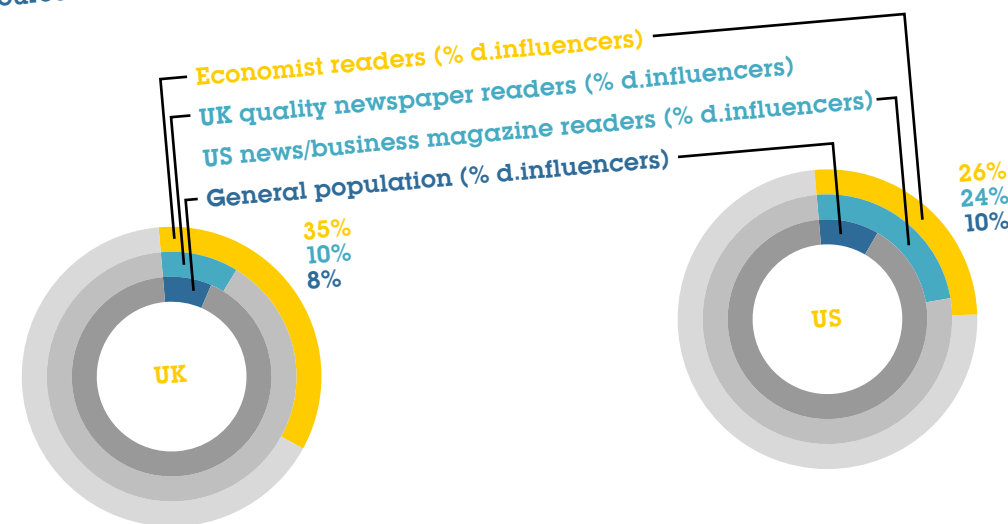 Economist readers (% d.influencers)
UK quality newspaper readers (% d.influencers)
US news/business magazine readers (% d.influencers)
General population (% d.influencers)
35%
10%
8%
UK
26%
24%
10%
US